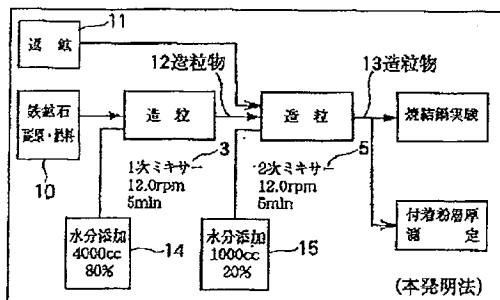 11
返 鉱
12造粒物
13造粒物
鉄鉱石
副原・燃料
造 粒
造 粒
焼結鍋実験
10
3
5
1次ミキサー
12.0rpm
5min
2次ミキサー
12.0rpm
5min
水分添加
4000cc
80%
14
水分添加
1000cc
20%
15
付着粉層厚
測 定
(本発明法)